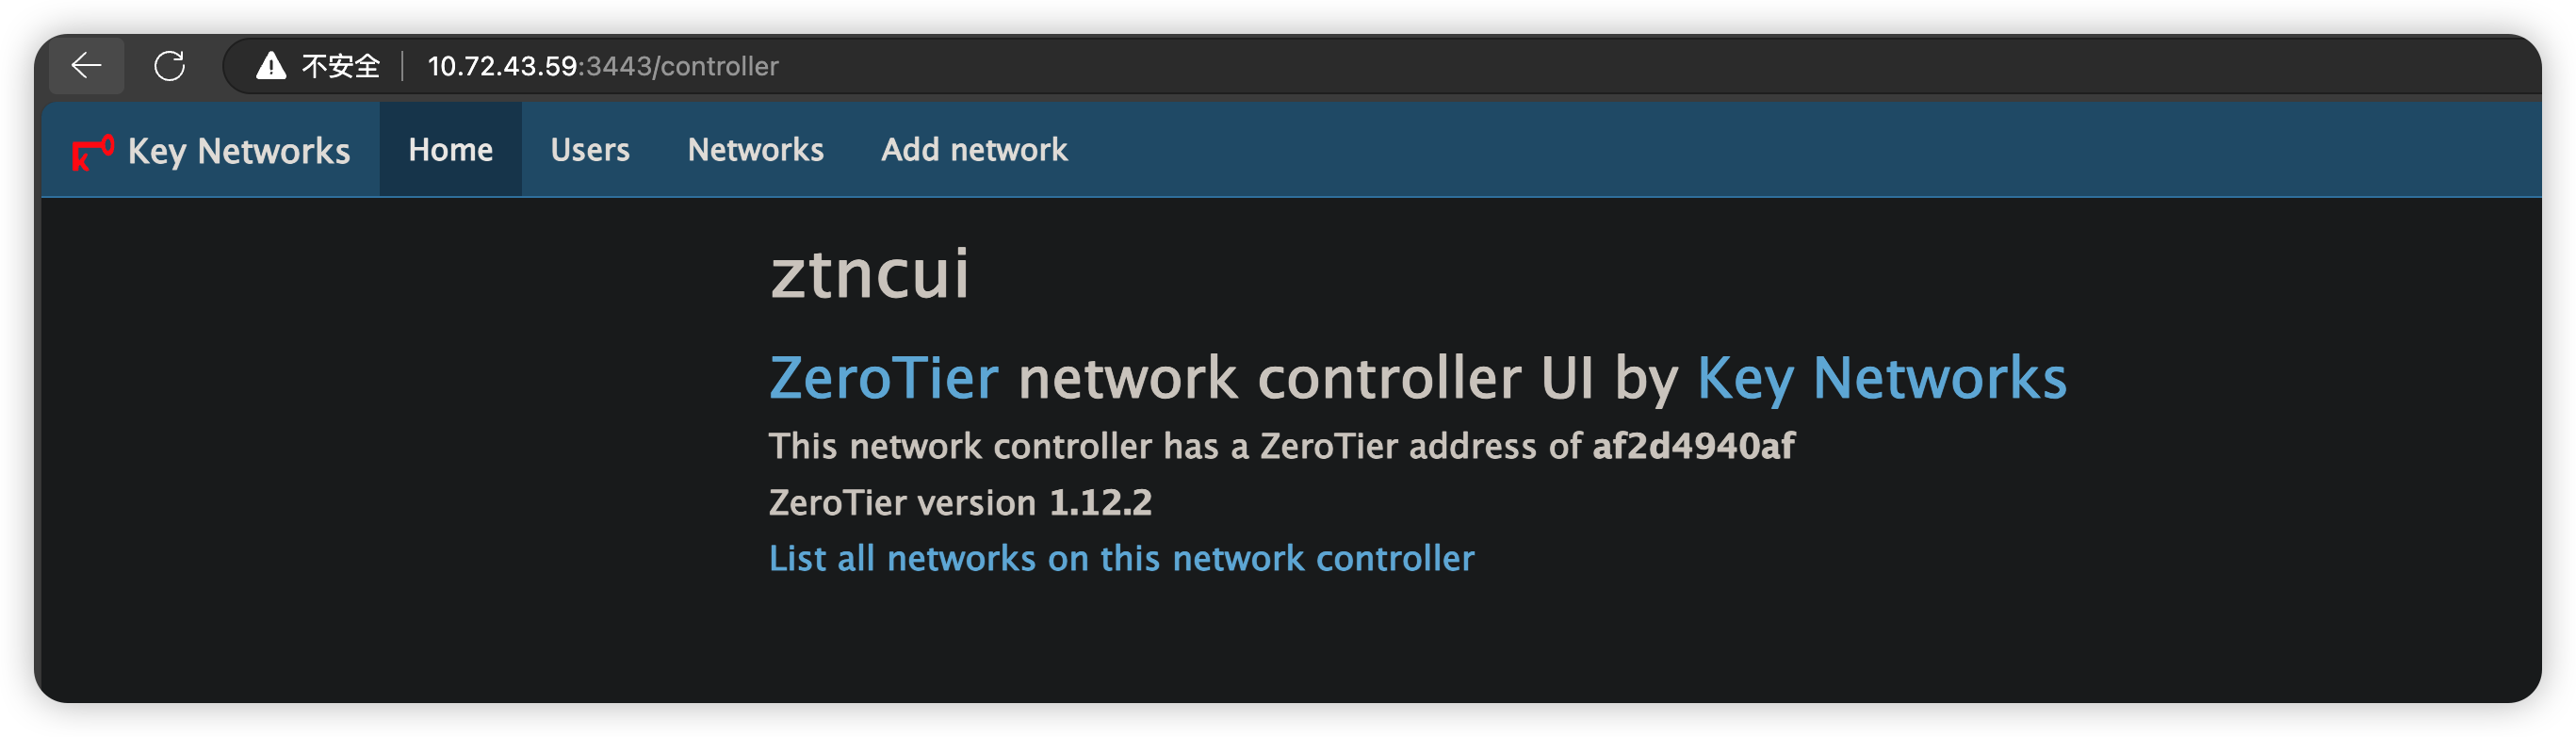 不安全 10.72.43.59:3443/controller
Key Networks Home Users Networks Add network
ztncui
ZeroTier network controller UI by Key Networks
This network controller has a ZeroTier address of af2d4940af
ZeroTier version 1.12.2
List all networks on this network controller